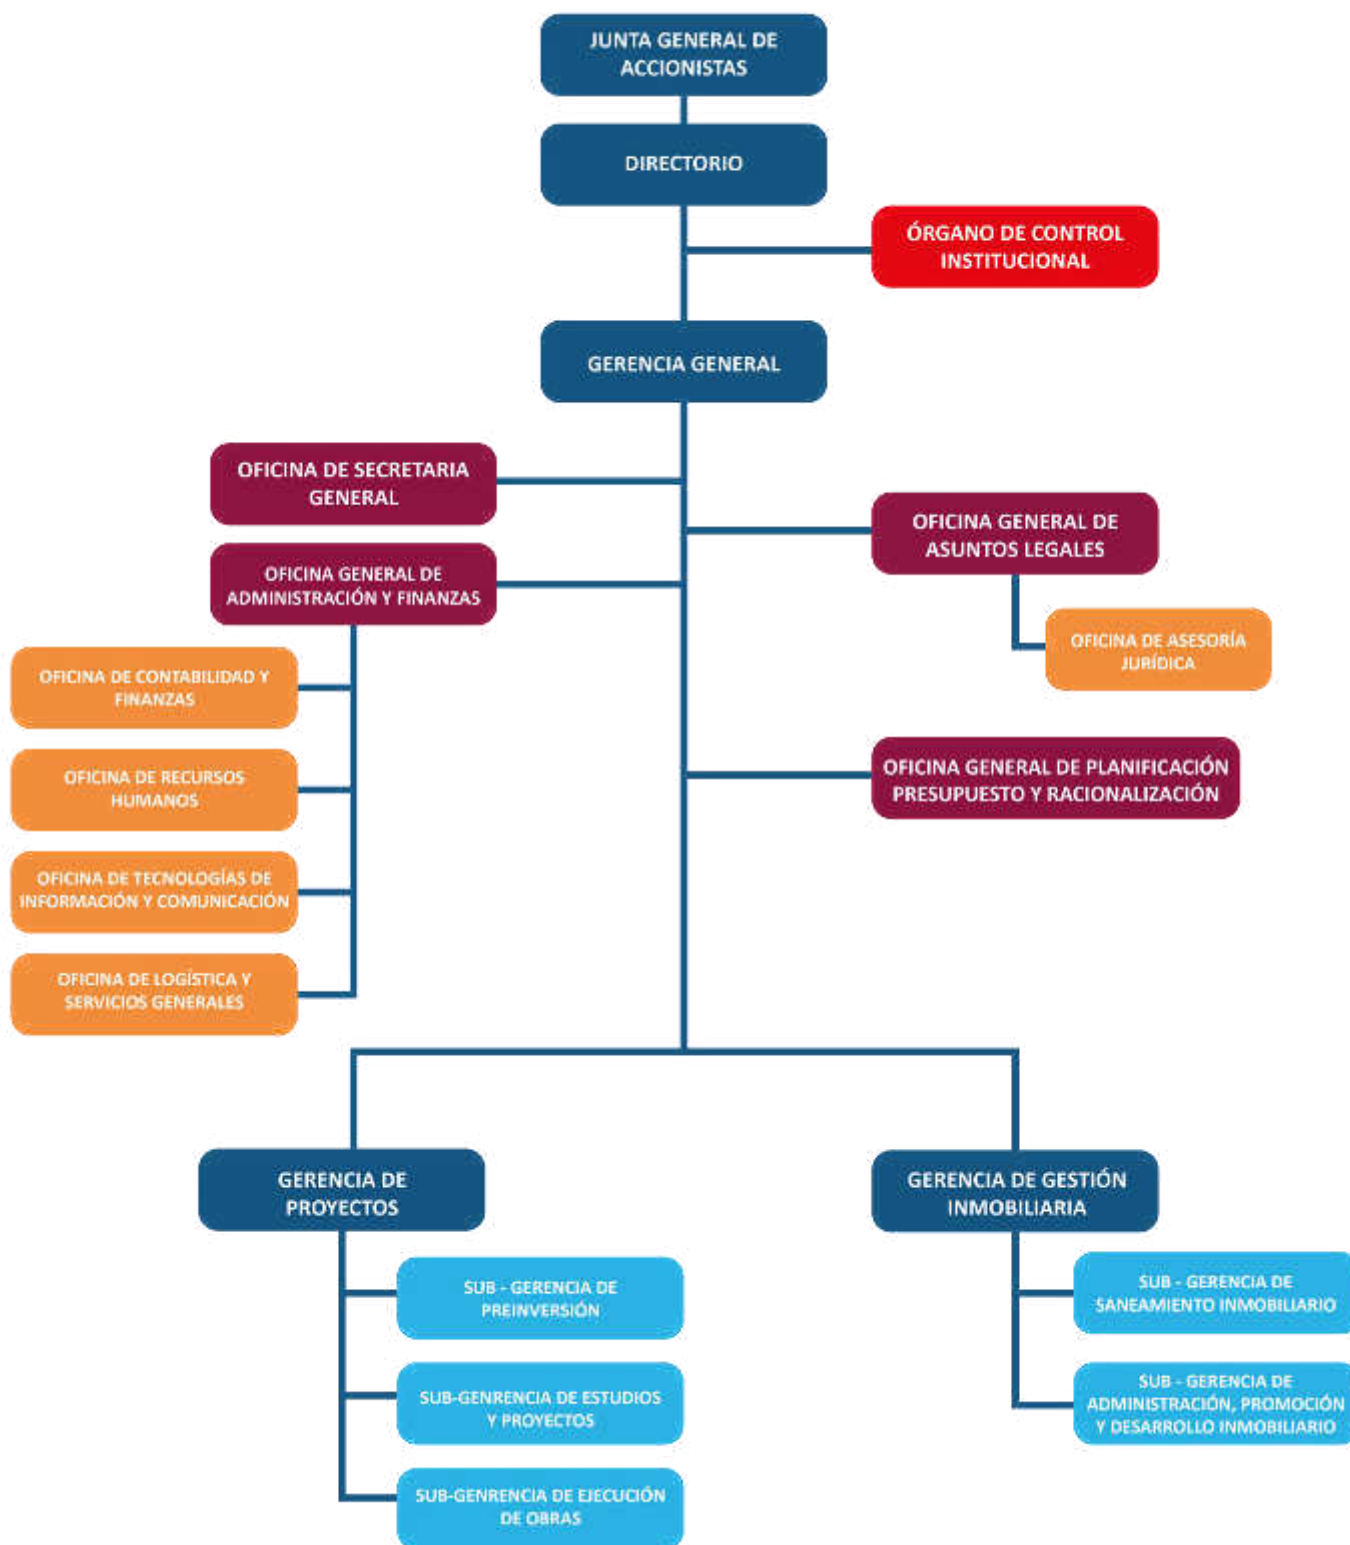 JUNTA GENERAL DE
ACCIONISTAS
DIRECTORIO
ÓRGANO DE CONTROL
INSTITUCIONAL
GERENCIA GENERAL
OFICINA DE SECRETARIA
GENERAL
OFICINA GENERAL DE
ASUNTOS LEGALES
OFICINA GENERAL DE
ADMINISTRACIÓN Y FINANZAS
OFICINA DE ASESORÍA
JURÍDICA
OFICINA DE CONTABILIDAD Y
FINANZAS
OFICINA GENERAL DE PLANIFICACIÓN
PRESUPUESTO Y RACIONALIZACIÓN
OFICINA DE RECURSOS
HUMANOS
OFICINA DE TECNOLOGÍAS DE
INFORMACIÓN Y COMUNICACIÓN
OFICINA DE LOGÍSTICA Y
SERVICIOS GENERALES
GERENCIA DE
PROYECTOS
SUB - GERENCIA DE
PREINVERSIÓN
SUB-GENRENCIA DE ESTUDIOS
Y PROYECTOS
SUB-GENRENCIA DE EJECUCIÓN
DE OBRAS
GERENCIA DE GESTIÓN
INMOBILIARIA
SUB - GERENCIA DE
SANEAMIENTO INMOBILIARIO
SUB - GERENCIA DE
ADMINISTRACIÓN, PROMOCIÓN
Y DESARROLLO INMOBILIARIO